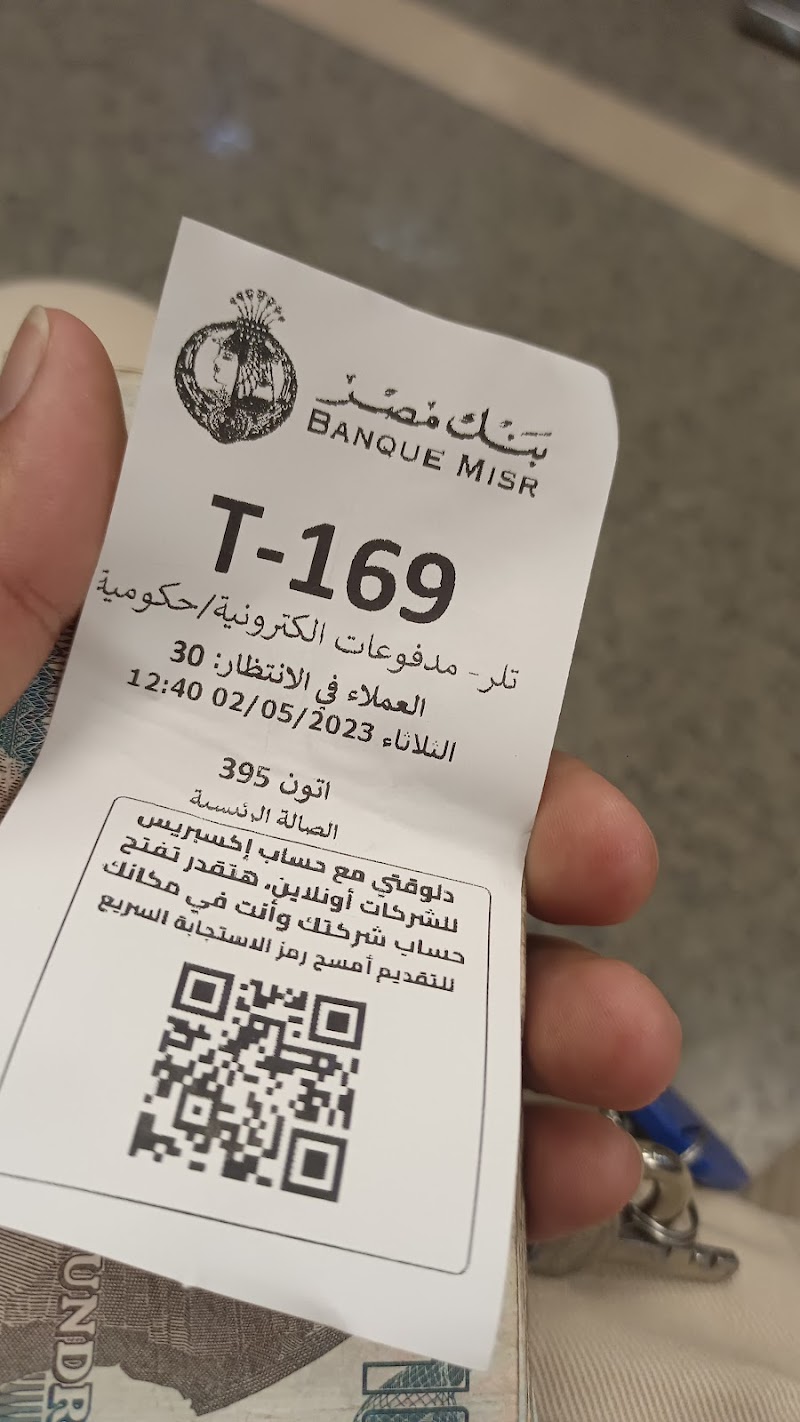 بنك مصر
BANQUE MISR
T-169
تلر- مدفوعات الكترونية/حكومية
العملاء في الانتظار: 30
الثلاثاء 02/05/2023 12:40
اتون 395
الصالة الرئسية
دلوقتي مع حساب إكسبريس
للشركات أونلاين، هتقدر تفتح
حساب شركتك وأنت في مكانك
للتقديم أمسح رمز الاستجابة السريع
UNDR